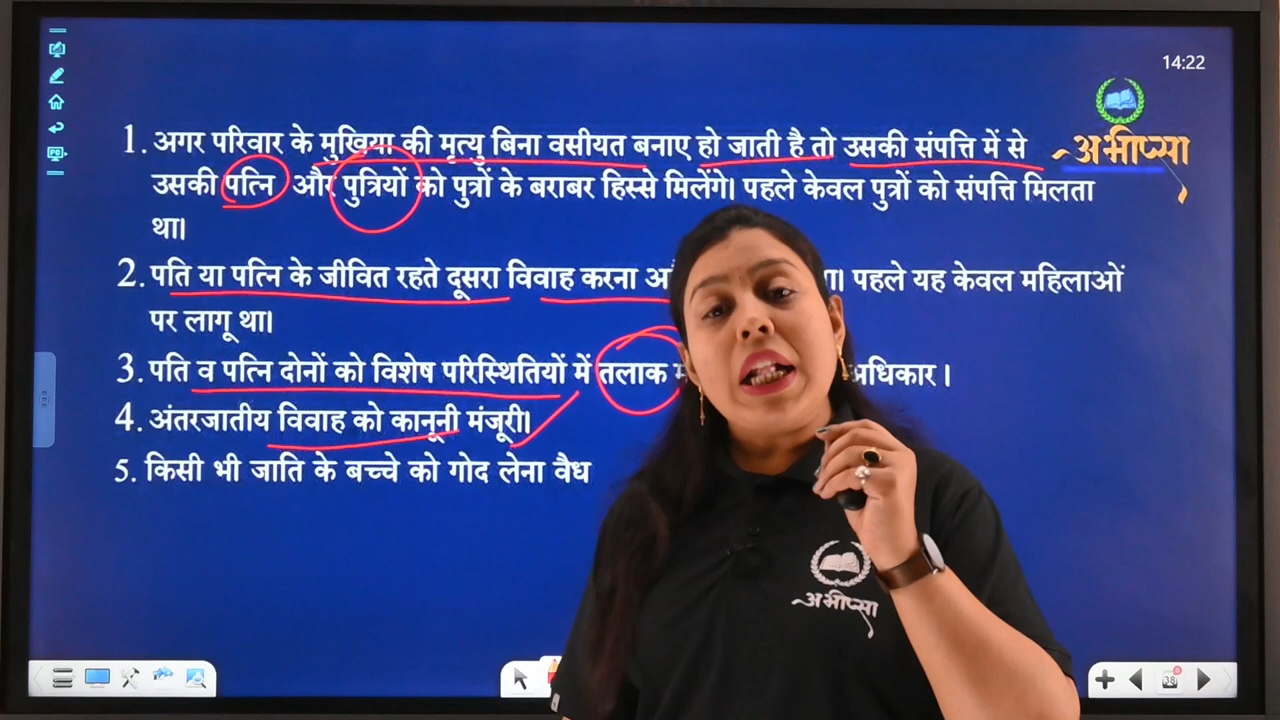 14:22
अभीप्सा
1. अगर परिवार के मुखिया की मृत्यु बिना वसीयत बनाए हो जाती है तो उसकी संपत्ति में से
उसकी पत्नि और पुत्रियों को पुत्रों के बराबर हिस्से मिलेंगे। पहले केवल पुत्रों को संपत्ति मिलता
था।
2. पति या पत्नि के जीवित रहते दूसरा विवाह करना पहले यह केवल महिलाओं
पर लागू था।
3. पति व पत्नि दोनों को विशेष परिस्थितियों में तलाक अधिकार।
4. अंतरजातीय विवाह को कानूनी मंजूरी।
5. किसी भी जाति के बच्चे को गोद लेना वैध
अभीप्सा
38